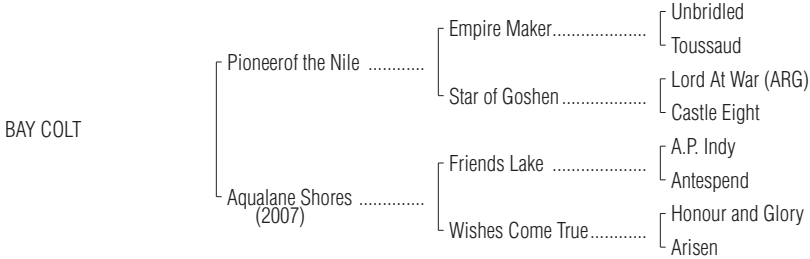 Unbridled
Empire Maker.....................
Toussaud
Pioneerof the Nile .............
Lord At War (ARG)
Star of Goshen...................
Castle Eight
BAY COLT
A.P. Indy
Friends Lake .....................
Antespend
Aqualane Shores ...............
(2007)
Honour and Glory
Wishes Come True.............
Arisen